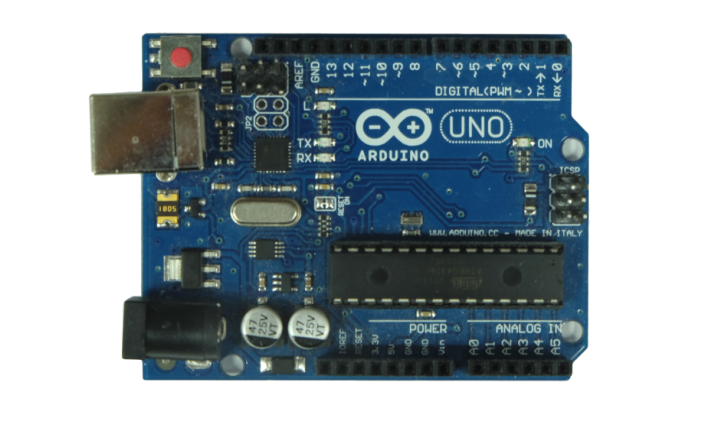 AREF
GND
13
12
~11
~10
~9
8
7
~6
~5
4
~3
2
TX→1
RX←0
DIGITAL(PWM ~)
JP2
L
TX
RX
ARDUINO
™
UNO
ON
ICSP
RESET
WWW.ARDUINO.CC - MADE IN ITALY
47
25V
VT
47
25V
VT
POWER
ANALOG IN
IOREF
RESET
3.3V
5V
GND
GND
Vin
A0
A1
A2
A3
A4
A5